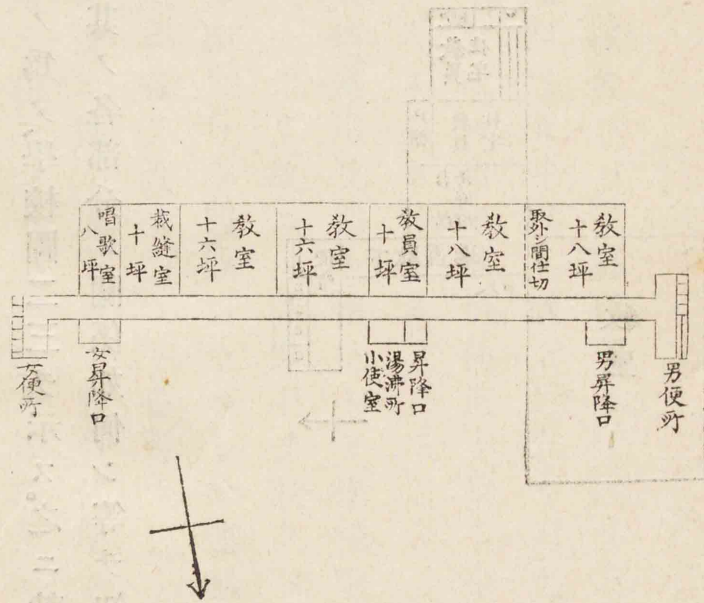 教室
十八坪
取外シ間仕切
教室
十八坪
教員室
十坪
教室
十六坪
教室
十六坪
裁縫室
十坪
唱歌室
八坪
男便所
男昇降口
昇降口
湯沸所
小使室
女昇降口
女便所